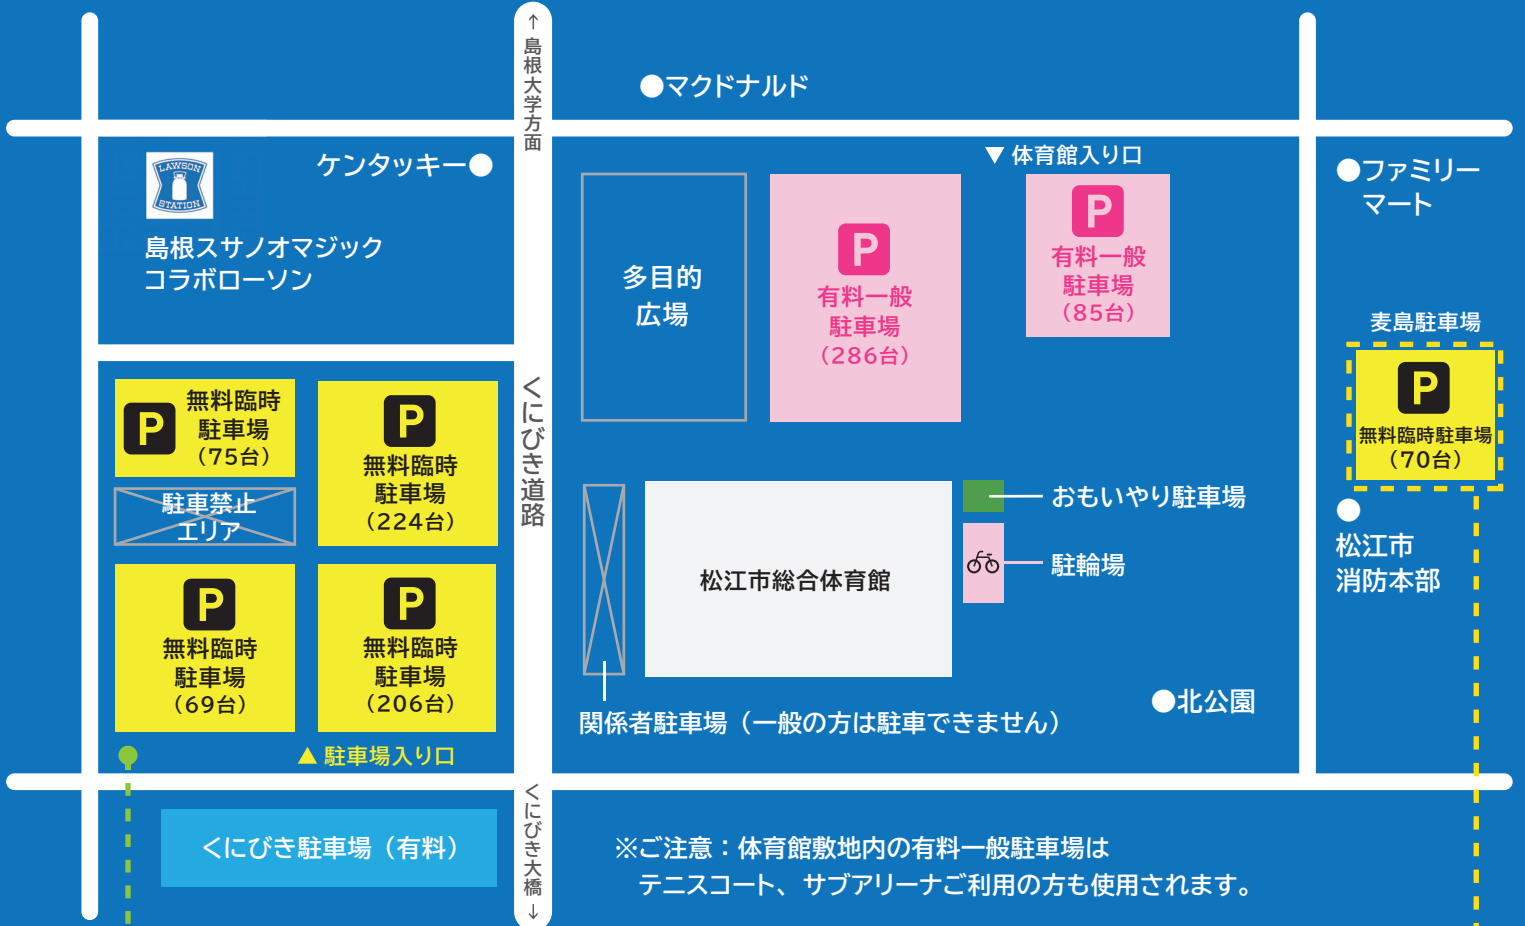 ↑島根大学方面
●マクドナルド
ケンタッキー●
LAWSON
STATION
島根スサノオマジック
コラボローソン
▼ 体育館入り口
●ファミリー
マート
多目的
広場
P
有料一般
駐車場
（286台）
P
有料一般
駐車場
（85台）
麦島駐車場
P
無料臨時駐車場
（70台）
くにびき道路
P
無料臨時
駐車場
（75台）
P
無料臨時
駐車場
（224台）
駐車禁止
エリア
P
無料臨時
駐車場
（69台）
P
無料臨時
駐車場
（206台）
松江市総合体育館
おもいやり駐車場
駐輪場
松江市
消防本部
●北公園
関係者駐車場（一般の方は駐車できません）
▲ 駐車場入り口
くにびき大橋↓
くにびき駐車場（有料）
※ご注意：体育館敷地内の有料一般駐車場は
テニスコート、サブアリーナご利用の方も使用されます。